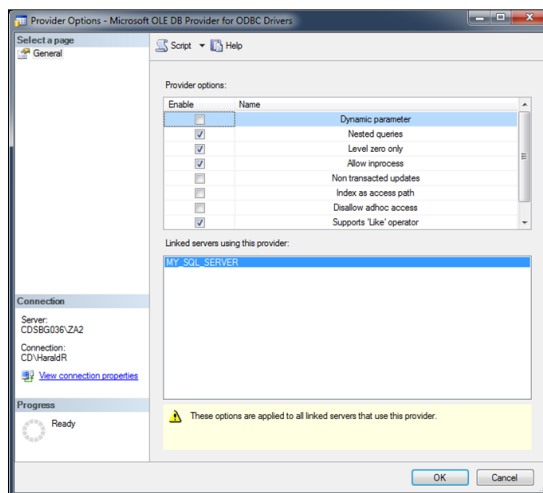 Provider Options - Microsoft OLE DB Provider for ODBC Drivers
Select a page
General
Script
Help
Provider options:
Enable
Name
Dynamic parameter
Nested queries
Level zero only
Allow inprocess
Non transacted updates
Index as access path
Disallow adhoc access
Supports 'Like' operator
Linked servers using this provider:
MY_SQL_SERVER
Connection
Server:
CDSBG036\ZA2
Connection:
CD\HaraldR
View connection properties
Progress
Ready
These options are applied to all linked servers that use this provider.
OK
Cancel